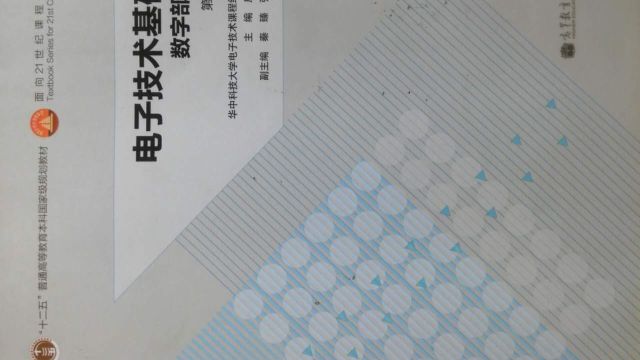 "十二五"普通高等教育本科国家级规划教材
面向21世纪课程
Textbook Series for 21st C
电子技术基础
数字部
第
华中科技大学电子技术课程
主编
副主编 秦臻
高等教育